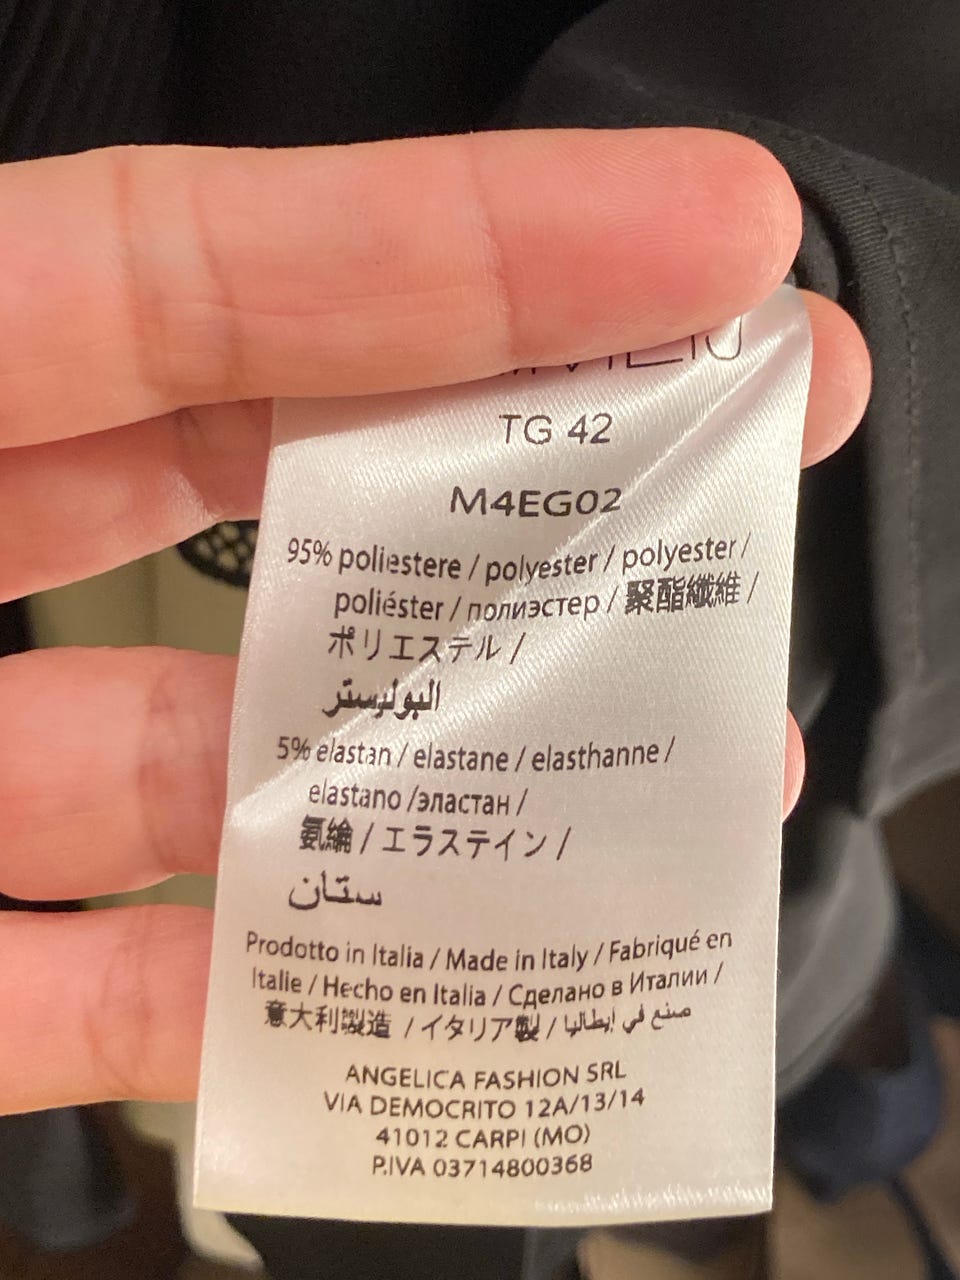 TG 42
M4EG02
95% poliestere / polyester / polyester /
poliéster / полиэстер / 聚酯纖維 /
ポリエステル /
البوليستر
5% elastan / elastane / elasthanne /
elastano /эластан /
氨綸 / エラステイン /
ستان
Prodotto in Italia / Made in Italy / Fabriqué en
Italie / Hecho en Italia / Сделано в Италии /
意大利製造 / イタリア製 / صنع في إيطاليا
ANGELICA FASHION SRL
VIA DEMOCRITO 12A/13/14
41012 CARPI (MO)
P.IVA 03714800368